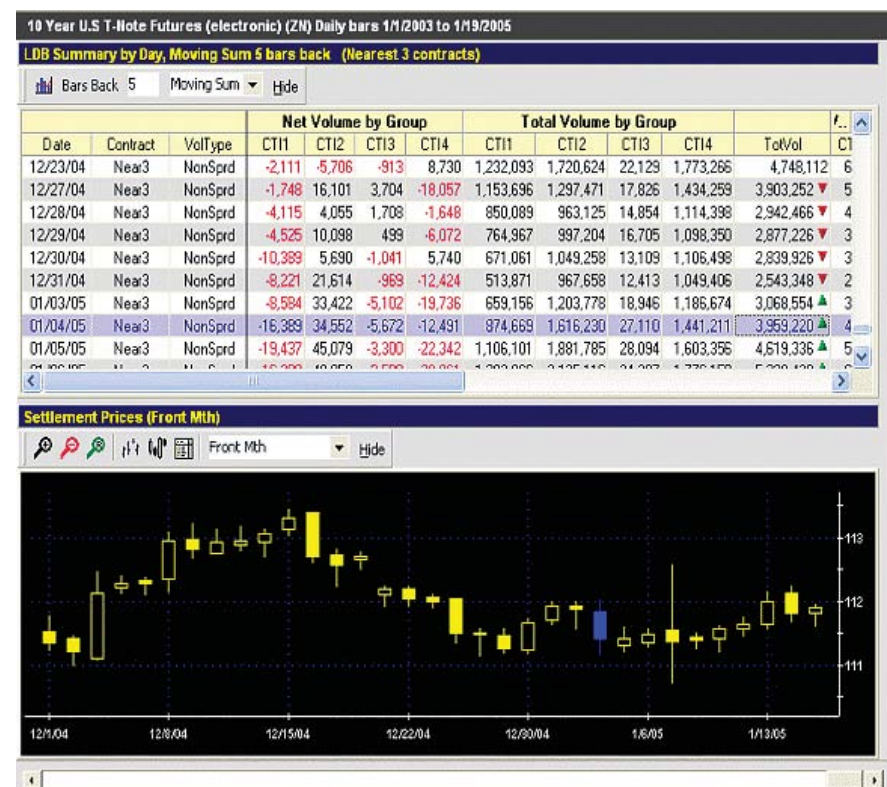 10 Year U.S T-Note Futures (electronic) (ZN) Daily bars 1/1/2003 to 1/19/2005
LDB Summary by Day, Moving Sum 5 bars back (Nearest 3 contracts)
Bars Back 5 Moving Sum Hide
Net Volume by Group Total Volume by Group
Date Contract VolType CTI1 CTI2 CTI3 CTI4 CTI1 CTI2 CTI3 CTI4 TotVol
12/23/04 Near3 NonSprd -2,111 -5,706 -913 8,730 1,232,093 1,720,624 22,129 1,773,266 4,748,112 6
12/27/04 Near3 NonSprd -1,748 16,101 3,704 -18,057 1,153,696 1,297,471 17,826 1,434,259 3,903,252 5
12/28/04 Near3 NonSprd -4,115 4,055 1,708 -1,648 850,089 963,125 14,854 1,114,398 2,942,466 4
12/29/04 Near3 NonSprd -4,525 10,098 499 -6,072 764,967 997,204 16,705 1,098,350 2,877,226 3
12/30/04 Near3 NonSprd -10,389 5,690 -1,041 5,740 671,061 1,049,258 13,109 1,106,498 2,839,926 3
12/31/04 Near3 NonSprd -8,221 21,614 -969 -12,424 513,871 967,658 12,413 1,049,406 2,543,348 2
01/03/05 Near3 NonSprd -8,584 33,422 -5,102 -19,736 659,156 1,203,778 18,946 1,186,674 3,068,554 3
01/04/05 Near3 NonSprd -16,389 34,552 -5,672 -12,491 874,669 1,616,230 27,110 1,441,211 3,959,220 4
01/05/05 Near3 NonSprd -19,437 45,079 -3,300 -22,342 1,106,101 1,881,785 28,094 1,603,356 4,619,336 5
Settlement Prices (Front Mth)
Front Mth Hide
113
112
111
12/1/04 12/8/04 12/15/04 12/22/04 12/30/04 1/6/05 1/13/05